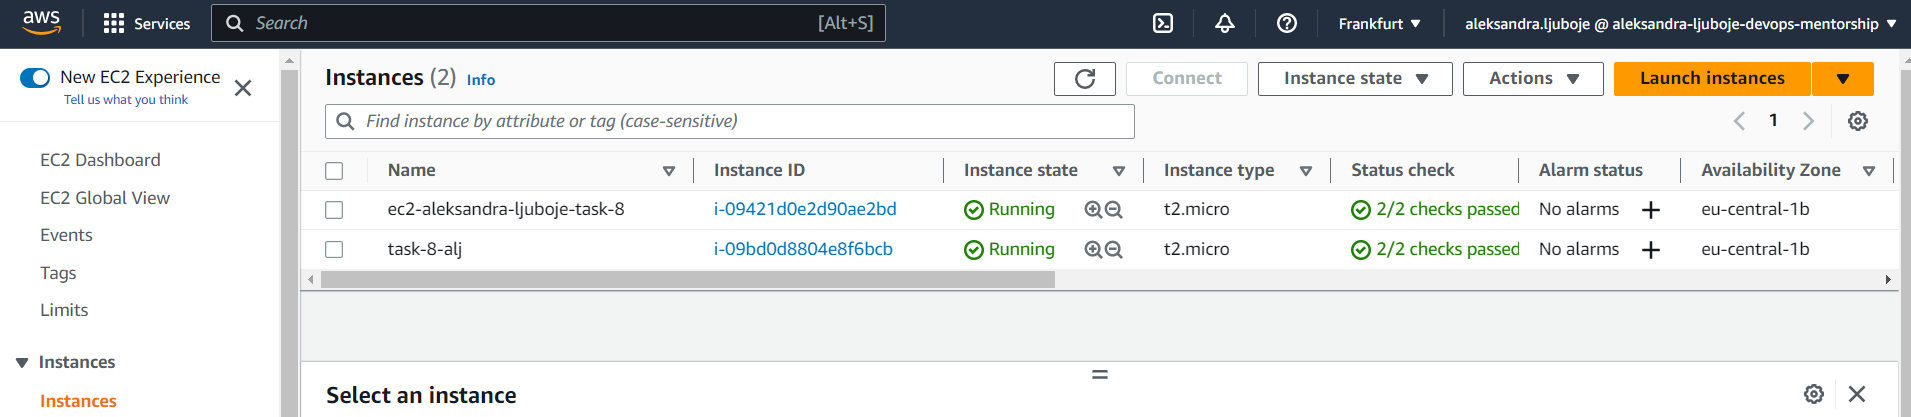 aws Services Search [Alt+S] Frankfurt aleksandra.ljuboje @ aleksandra-ljuboje-devops-mentorship
New EC2 Experience
Tell us what you think
EC2 Dashboard
EC2 Global View
Events
Tags
Limits
Instances
Instances
Instances (2) Info Connect Instance state Actions Launch instances
Find instance by attribute or tag (case-sensitive) 1
Name Instance ID Instance state Instance type Status check Alarm status Availability Zone
ec2-aleksandra-ljuboje-task-8 i-09421d0e2d90ae2bd Running t2.micro 2/2 checks passed No alarms + eu-central-1b
task-8-alj i-09bd0d8804e8f6bcb Running t2.micro 2/2 checks passed No alarms + eu-central-1b
Select an instance